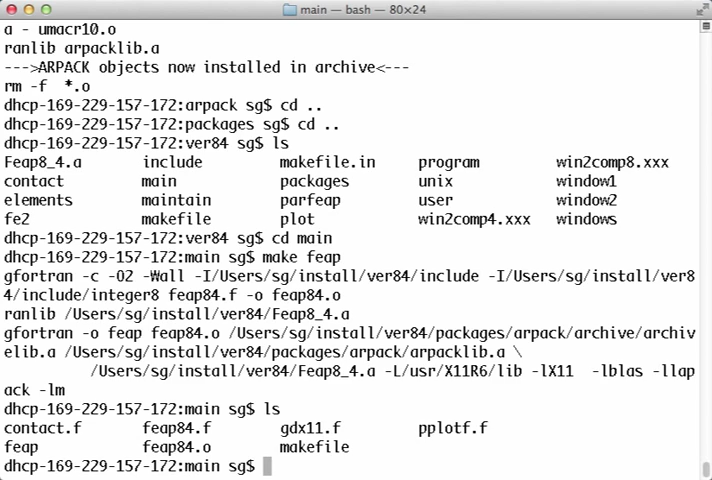 main — bash — 80×24
a - umacr10.o
ranlib arpacklib.a
--->ARPACK objects now installed in archive<---
rm -f  *.o
dhcp-169-229-157-172:arpack sg$ cd ..
dhcp-169-229-157-172:packages sg$ cd ..
dhcp-169-229-157-172:ver84 sg$ ls
Feap8_4.a include makefile.in program win2comp8.xxx
contact main packages unix window1
elements maintain parfeap user window2
fe2 makefile plot win2comp4.xxx windows
dhcp-169-229-157-172:ver84 sg$ cd main
dhcp-169-229-157-172:main sg$ make feap
gfortran -c -O2 -Wall -I/Users/sg/install/ver84/include -I/Users/sg/install/ver8
4/include/integer8 feap84.f -o feap84.o
ranlib /Users/sg/install/ver84/Feap8_4.a
gfortran -o feap feap84.o /Users/sg/install/ver84/packages/arpack/archive/archiv
elib.a /Users/sg/install/ver84/packages/arpack/arpacklib.a \
/Users/sg/install/ver84/Feap8_4.a -L/usr/X11R6/lib -lX11  -lblas -llap
ack -lm
dhcp-169-229-157-172:main sg$ ls
contact.f feap84.f gdx11.f pplotf.f
feap feap84.o makefile
dhcp-169-229-157-172:main sg$